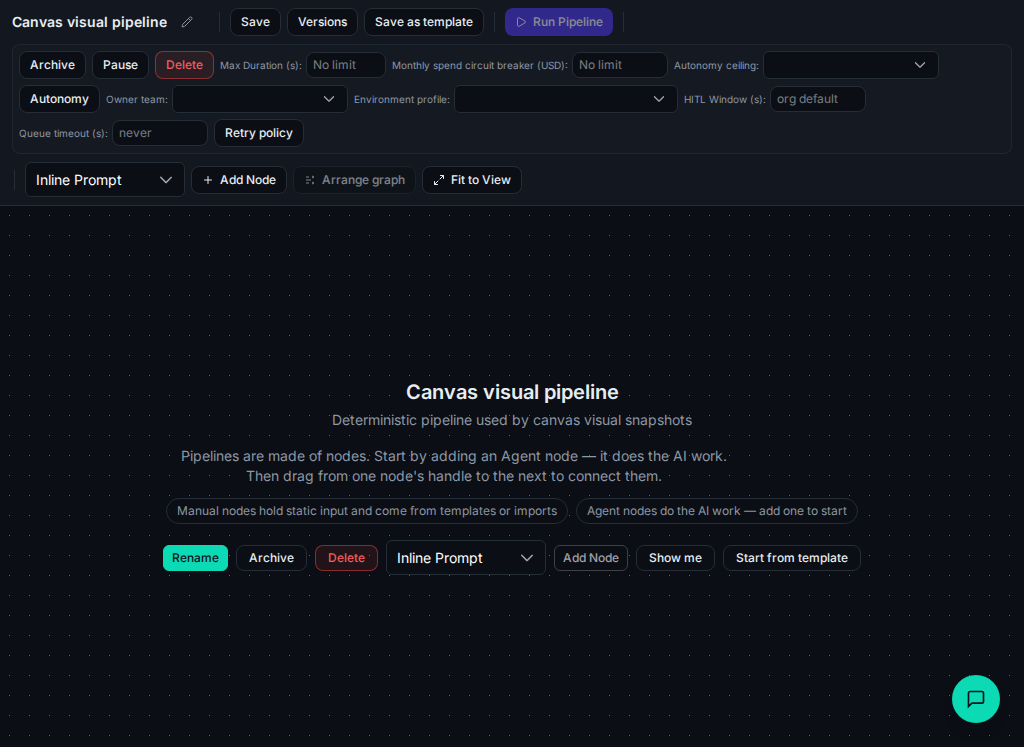 Canvas visual pipeline Save Versions Save as template Run Pipeline
Archive Pause Delete Max Duration (s): No limit Monthly spend circuit breaker (USD): No limit Autonomy ceiling:
Autonomy Owner team: Environment profile: HITL Window (s): org default
Queue timeout (s): never Retry policy
Inline Prompt Add Node Arrange graph Fit to View
Canvas visual pipeline
Deterministic pipeline used by canvas visual snapshots
Pipelines are made of nodes. Start by adding an Agent node — it does the AI work.
Then drag from one node's handle to the next to connect them.
Manual nodes hold static input and come from templates or imports Agent nodes do the AI work — add one to start
Rename Archive Delete Inline Prompt Add Node Show me Start from template